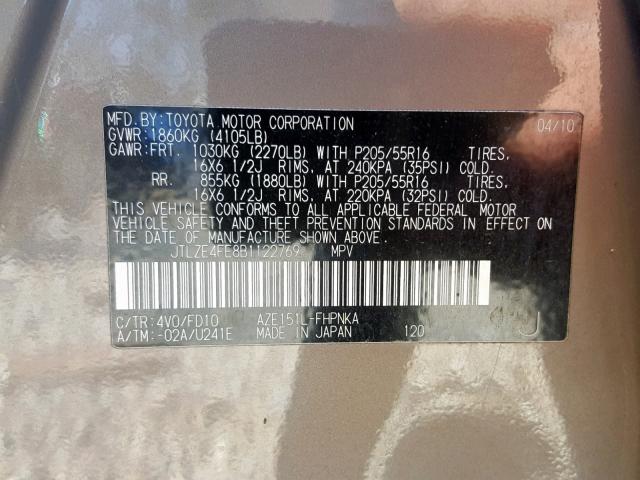 MFD.BY:TOYOTA MOTOR CORPORATION 04/10
GVWR:1860KG (4105LB)
GAWR:FRT. 1030KG (2270LB) WITH P205/55R16 TIRES,
16X6 1/2J RIMS, AT 240KPA (35PSI) COLD.
RR. 855KG (1880LB) WITH P205/55R16 TIRES,
16X6 1/2J RIMS, AT 220KPA (32PSI) COLD.
THIS VEHICLE CONFORMS TO ALL APPLICABLE FEDERAL MOTOR
VEHICLE SAFETY AND THEFT PREVENTION STANDARDS IN EFFECT ON
THE DATE OF MANUFACTURE SHOWN ABOVE.
JTLZE4FE8B1122769 MPV
C/TR:4V0/FD10 AZE151L-FHPNKA
A/TM:-02A/U241E MADE IN JAPAN 120 J